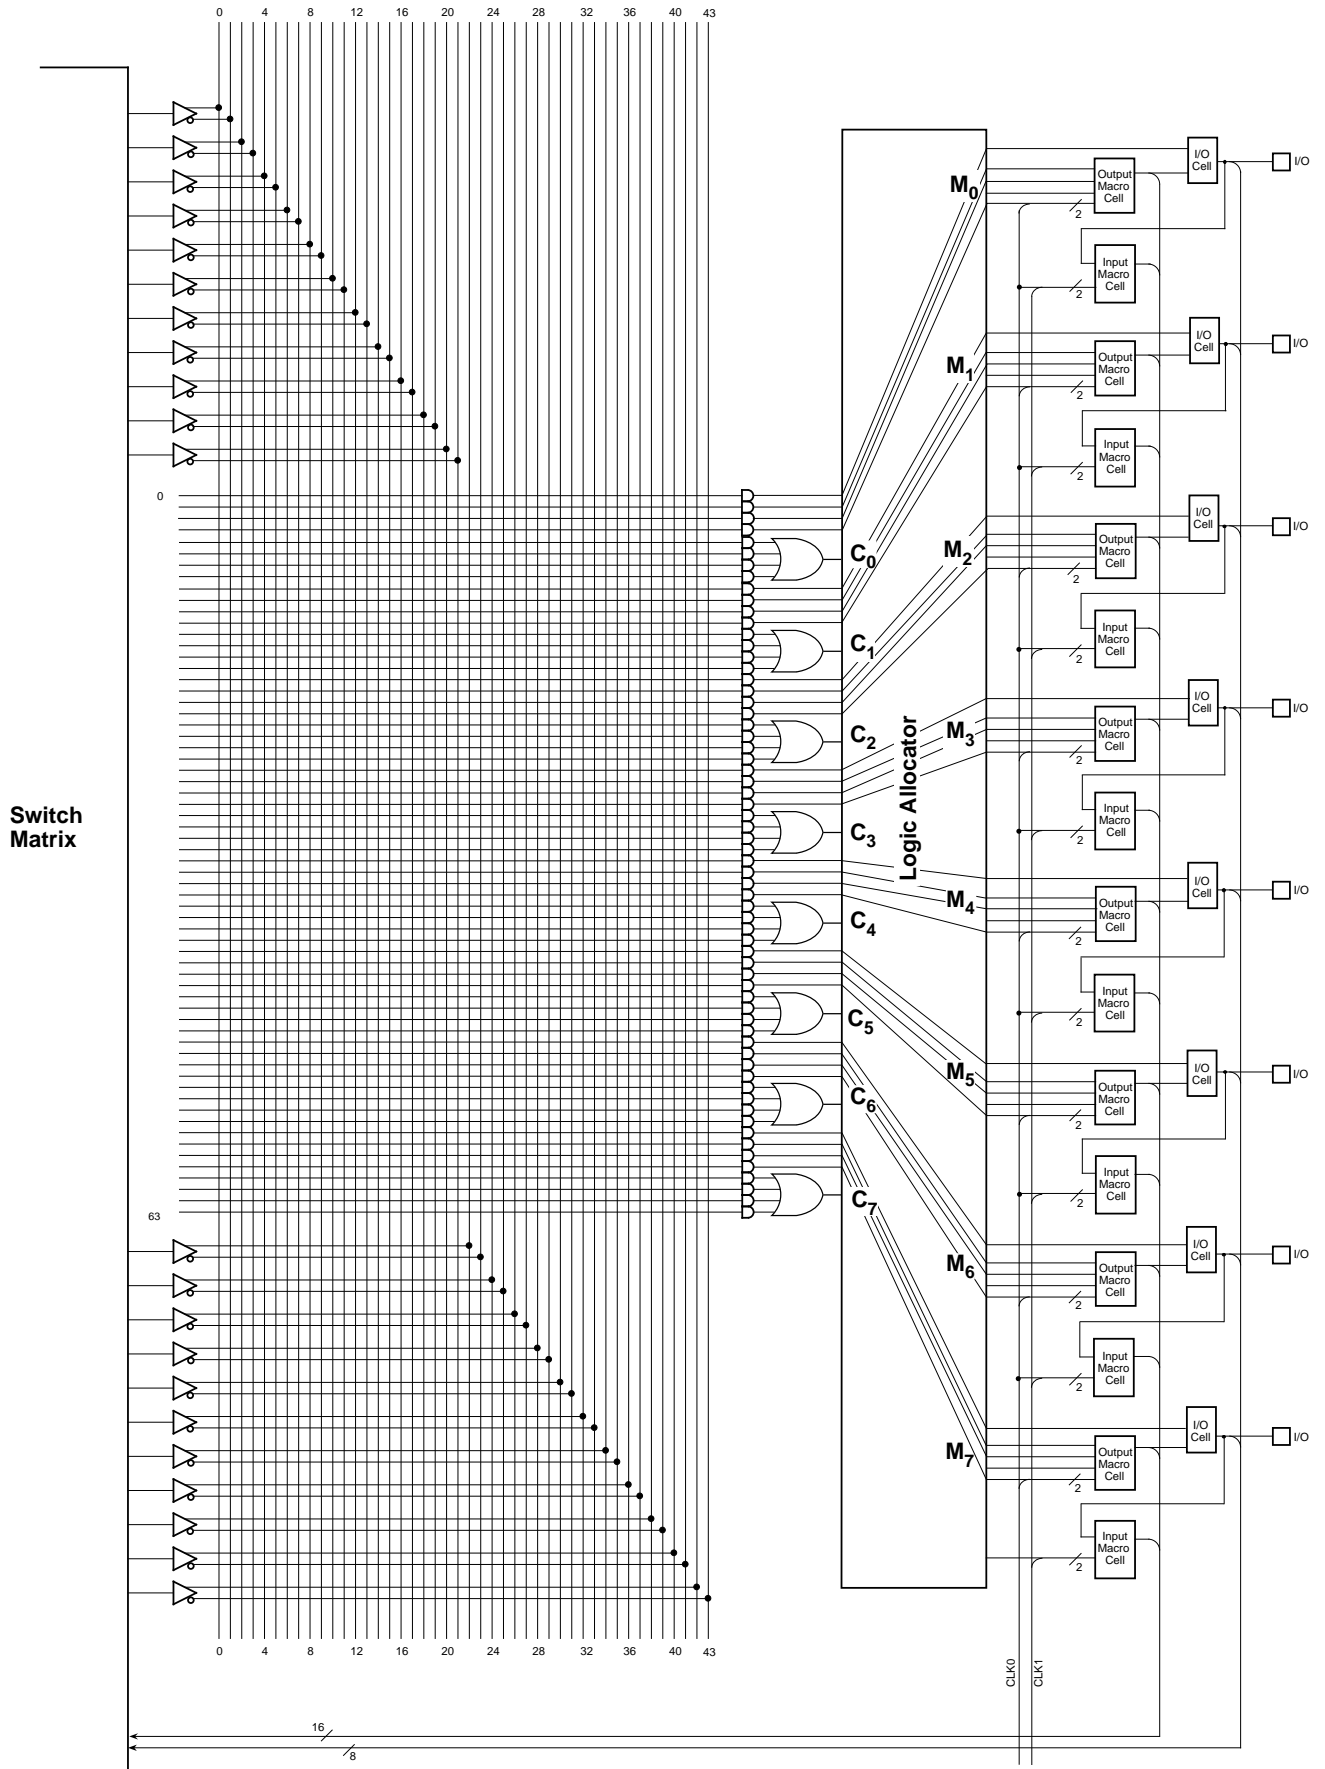 0 4 8 12 16 20 24 28 32 36 40 43
I/O
Cell
I/O
M0
Output
Macro
Cell
2
Input
Macro
Cell
2
I/O
Cell
I/O
M1
Output
Macro
Cell
2
Input
Macro
Cell
2
0
I/O
Cell
I/O
C0
M2
Output
Macro
Cell
2
C1
Input
Macro
Cell
2
I/O
Cell
I/O
C2
M3
Output
Macro
Cell
2
Logic Allocator
Switch
Matrix
C3
Input
Macro
Cell
2
I/O
Cell
I/O
M4
Output
Macro
Cell
2
C4
Input
Macro
Cell
2
C5
I/O
Cell
I/O
M5
Output
Macro
Cell
2
C6
Input
Macro
Cell
2
C7
63
I/O
Cell
I/O
M6
Output
Macro
Cell
2
Input
Macro
Cell
2
I/O
Cell
I/O
M7
Output
Macro
Cell
2
Input
Macro
Cell
2
0 4 8 12 16 20 24 28 32 36 40 43
CLK0
CLK1
16
8